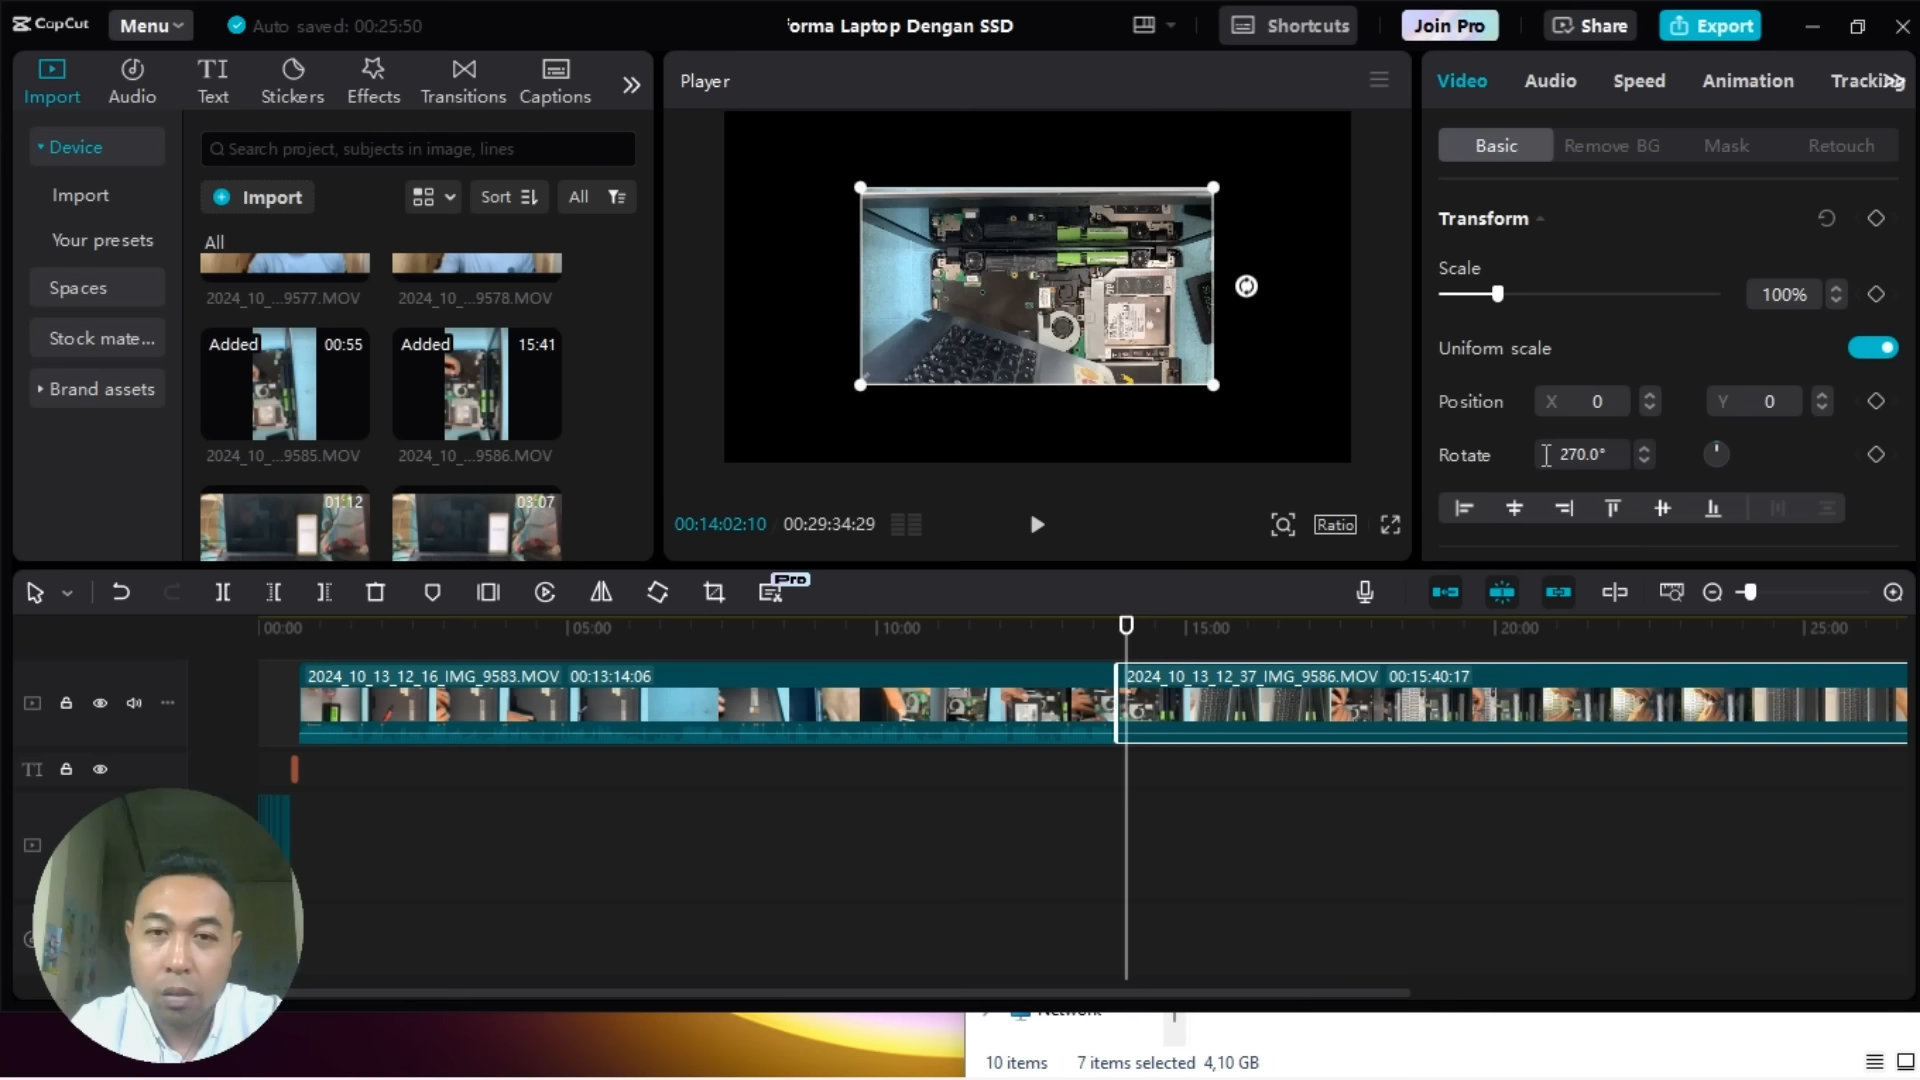 CapCut
Menu
Auto saved: 00:25:50
forma Laptop Dengan SSD
Shortcuts
Join Pro
Share
Export
Import
Audio
Text
Stickers
Effects
Transitions
Captions
Device
Import
Your presets
Spaces
Stock mate...
Brand assets
Search project, subjects in image, lines
Import
Sort
All
All
2024_10_...9577.MOV
2024_10_...9578.MOV
Added
00:55
Added
15:41
2024_10_...9585.MOV
2024_10_...9586.MOV
01:12
03:07
Player
00:14:02:10
00:29:34:29
Ratio
Video
Audio
Speed
Animation
Tracking
Basic
Remove BG
Mask
Retouch
Transform
Scale
100%
Uniform scale
Position
X 0
Y 0
Rotate
270.0°
Pro
00:00
05:00
10:00
15:00
20:00
25:00
2024_10_13_12_16_IMG_9583.MOV 00:13:14:06
2024_10_13_12_37_IMG_9586.MOV 00:15:40:17
TI
Network
10 items
7 items selected 4,10 GB